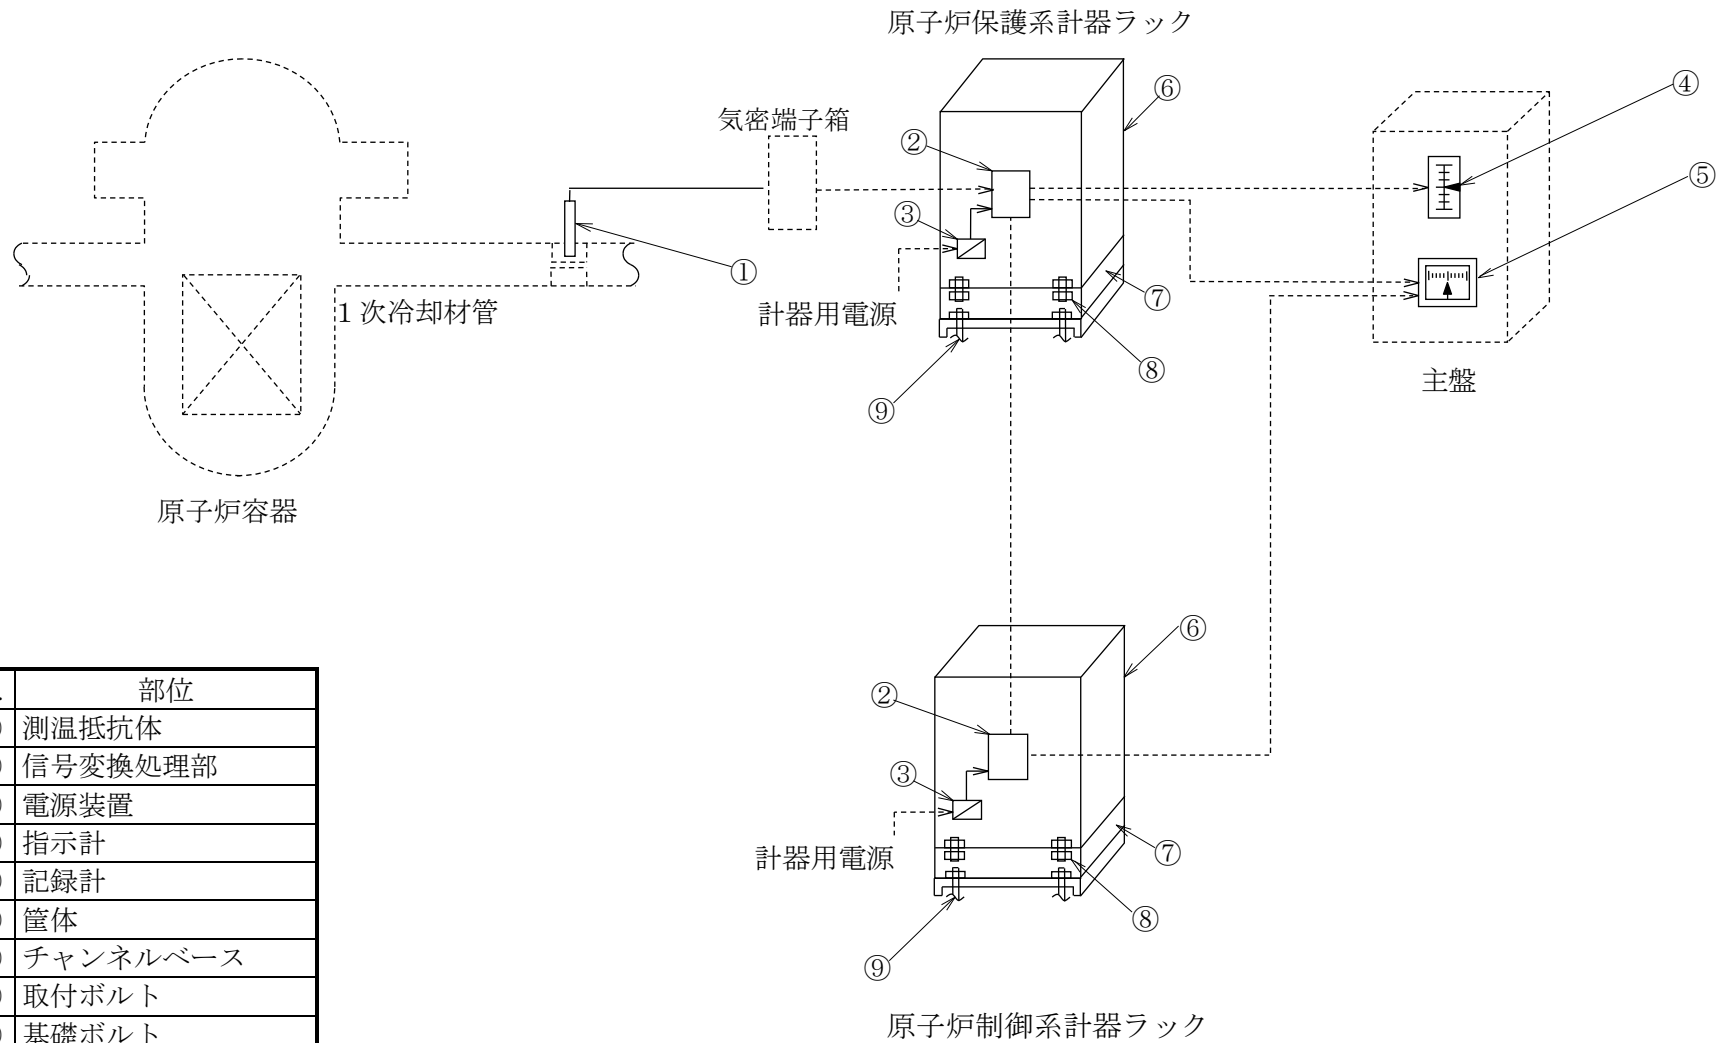 原子炉保護系計器ラック
⑥
④
気密端子箱
②
⑤
③
①
⑦
1次冷却材管
計器用電源
⑧
主盤
⑨
原子炉容器
⑥
部位
②
測温抵抗体
信号変換処理部
③
電源装置
指示計
計器用電源
⑦
記録計
筐体
⑧
チャンネルベース
⑨
取付ボルト
基礎ボルト
原子炉制御系計器ラック